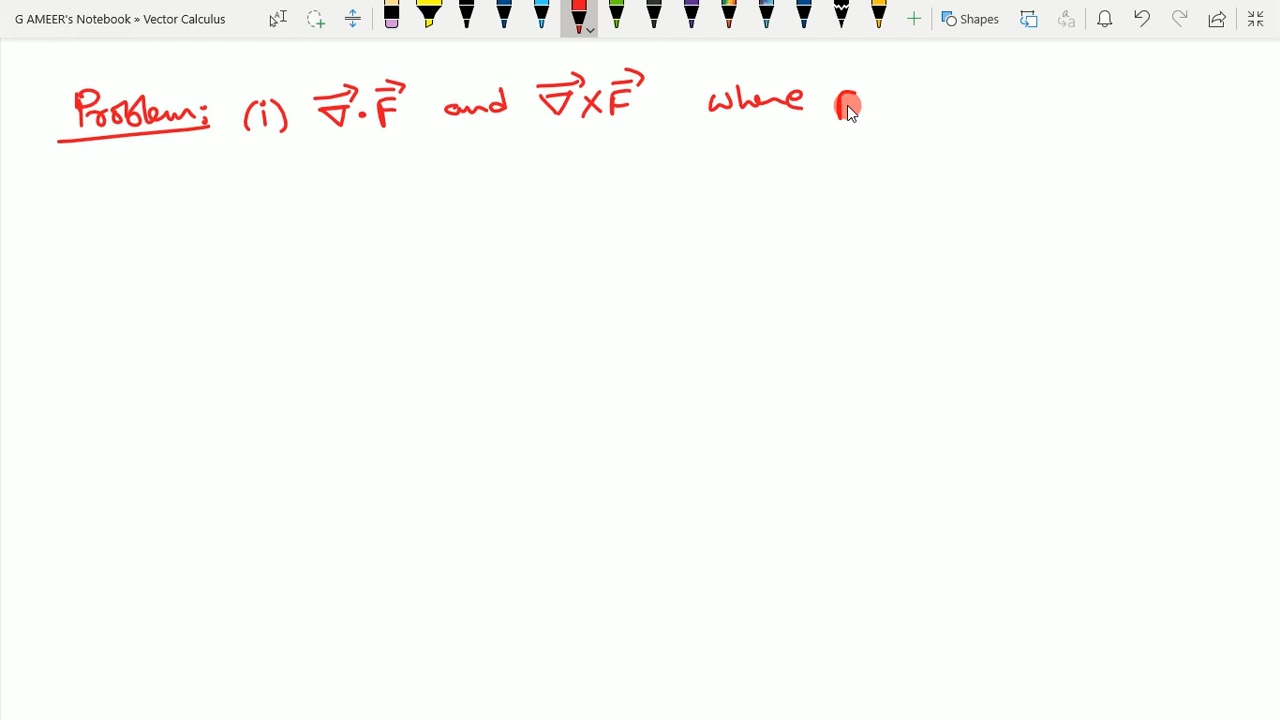 G AMEER's Notebook » Vector Calculus
Shapes
Problem: (i) ∇⃗ · F⃗ and ∇⃗ × F⃗ where F